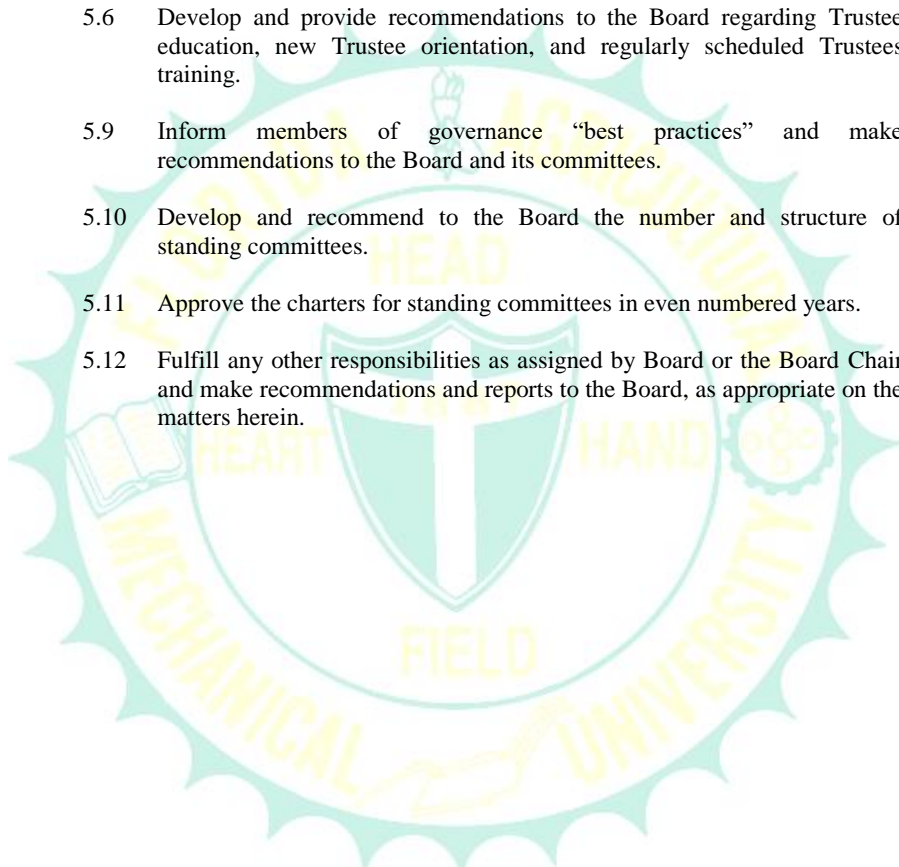 5.6 Develop and provide recommendations to the Board regarding Trustee
education, new Trustee orientation, and regularly scheduled Trustees
training.
5.9 Inform members of governance “best practices” and make
recommendations to the Board and its committees.
5.10 Develop and recommend to the Board the number and structure of
standing committees.
5.11 Approve the charters for standing committees in even numbered years.
5.12 Fulfill any other responsibilities as assigned by Board or the Board Chair
and make recommendations and reports to the Board, as appropriate on the
matters herein.
FLORIDA AGRICULTURAL
HEAD
HEART HAND
FIELD
MECHANICAL UNIVERSITY